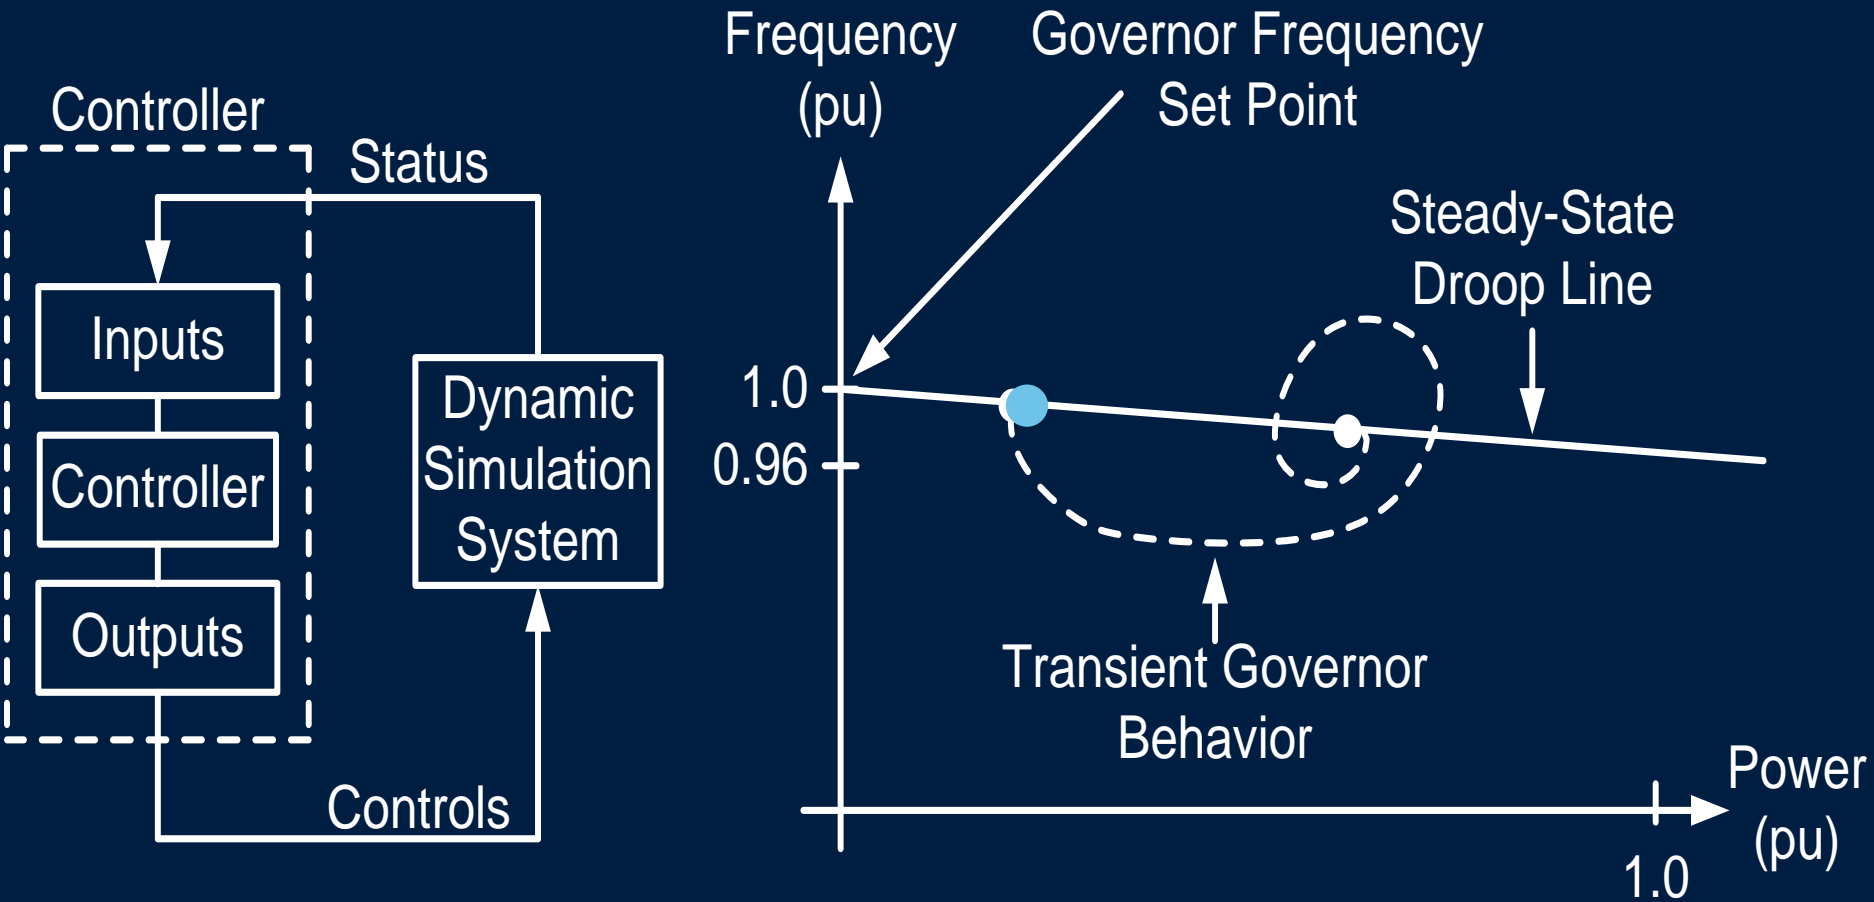 Controller
Status
Inputs
Controller
Outputs
Dynamic
Simulation
System
Controls
Frequency
(pu)
Governor Frequency
Set Point
Steady-State
Droop Line
1.0
0.96
Transient Governor
Behavior
Power
(pu)
1.0